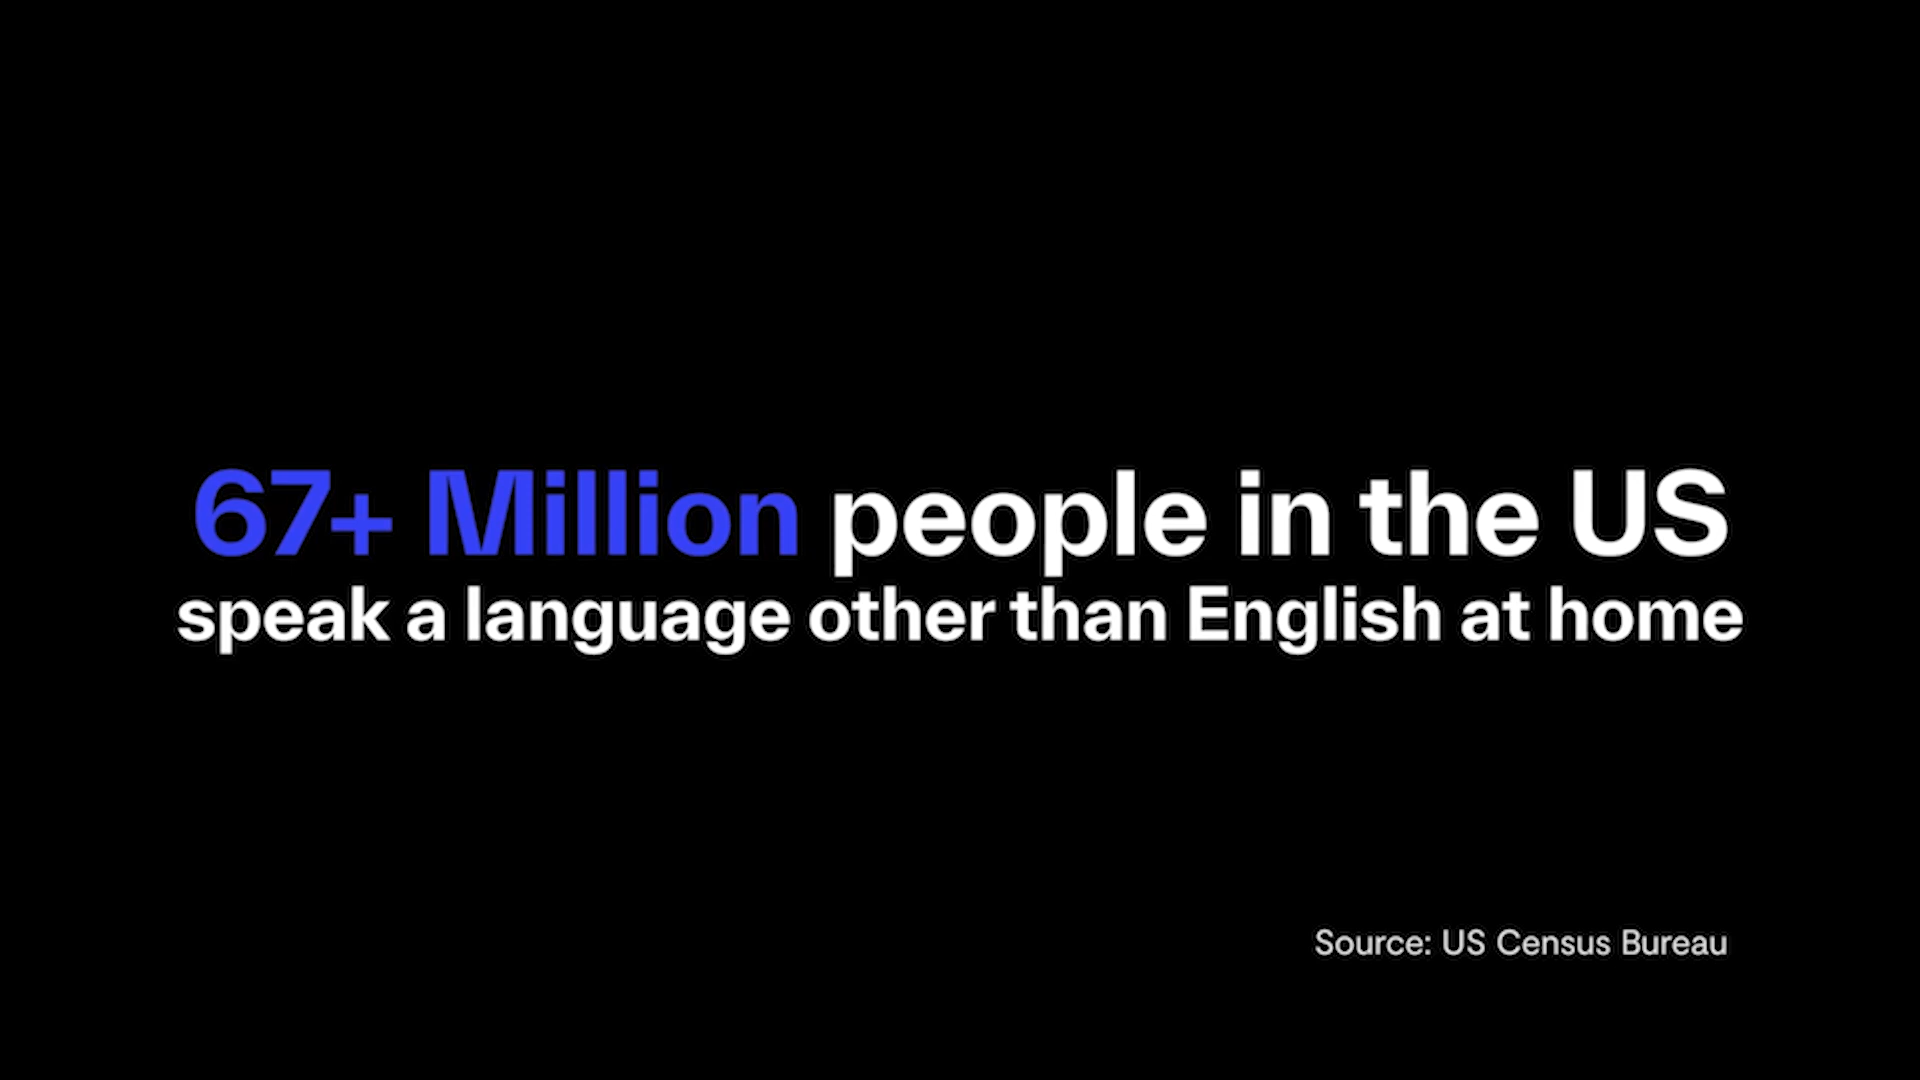 67+ Million people in the US
speak a language other than English at home
Source: US Census Bureau